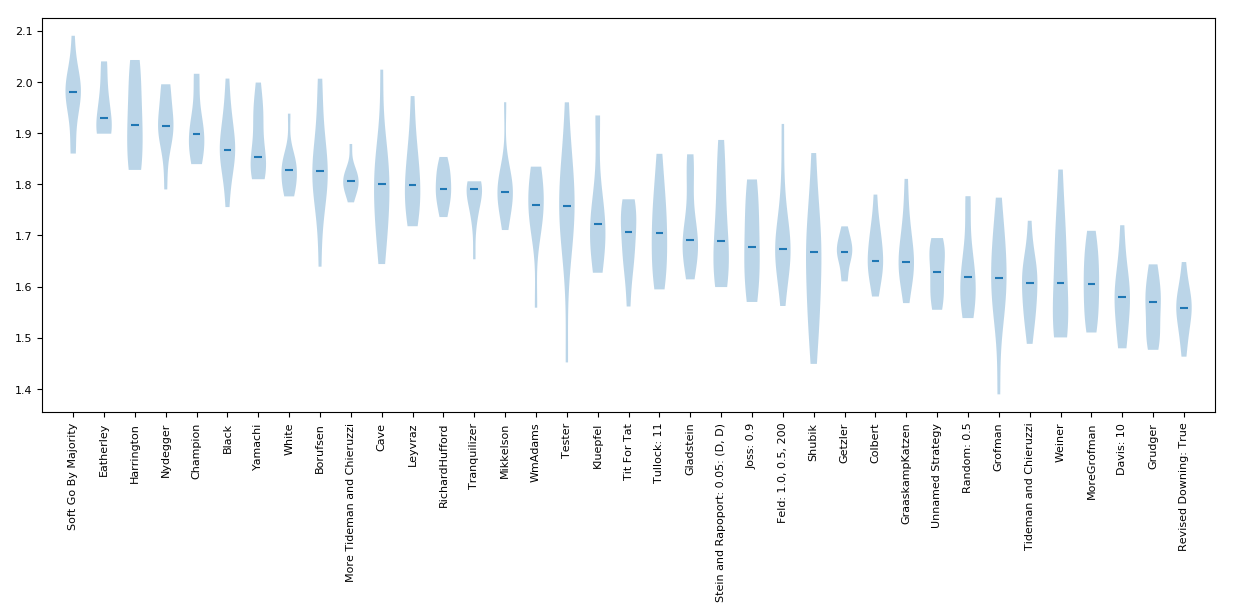 2.1
2.0
1.9
1.8
1.7
1.6
1.5
1.4
Soft Go By Majority
Eatherley
Harrington
Nydegger
Champion
Black
Yamachi
White
Borufsen
More Tideman and Chieruzzi
Cave
Leyvraz
RichardHufford
Tranquilizer
Mikkelson
WmAdams
Tester
Kluepfel
Tit For Tat
Tullock: 11
Gladstein
Stein and Rapoport: 0.05: (D, D)
Joss: 0.9
Feld: 1.0, 0.5, 200
Shubik
Getzler
Colbert
GraaskampKatzen
Unnamed Strategy
Random: 0.5
Grofman
Tideman and Chieruzzi
Weiner
MoreGrofman
Davis: 10
Grudger
Revised Downing: True